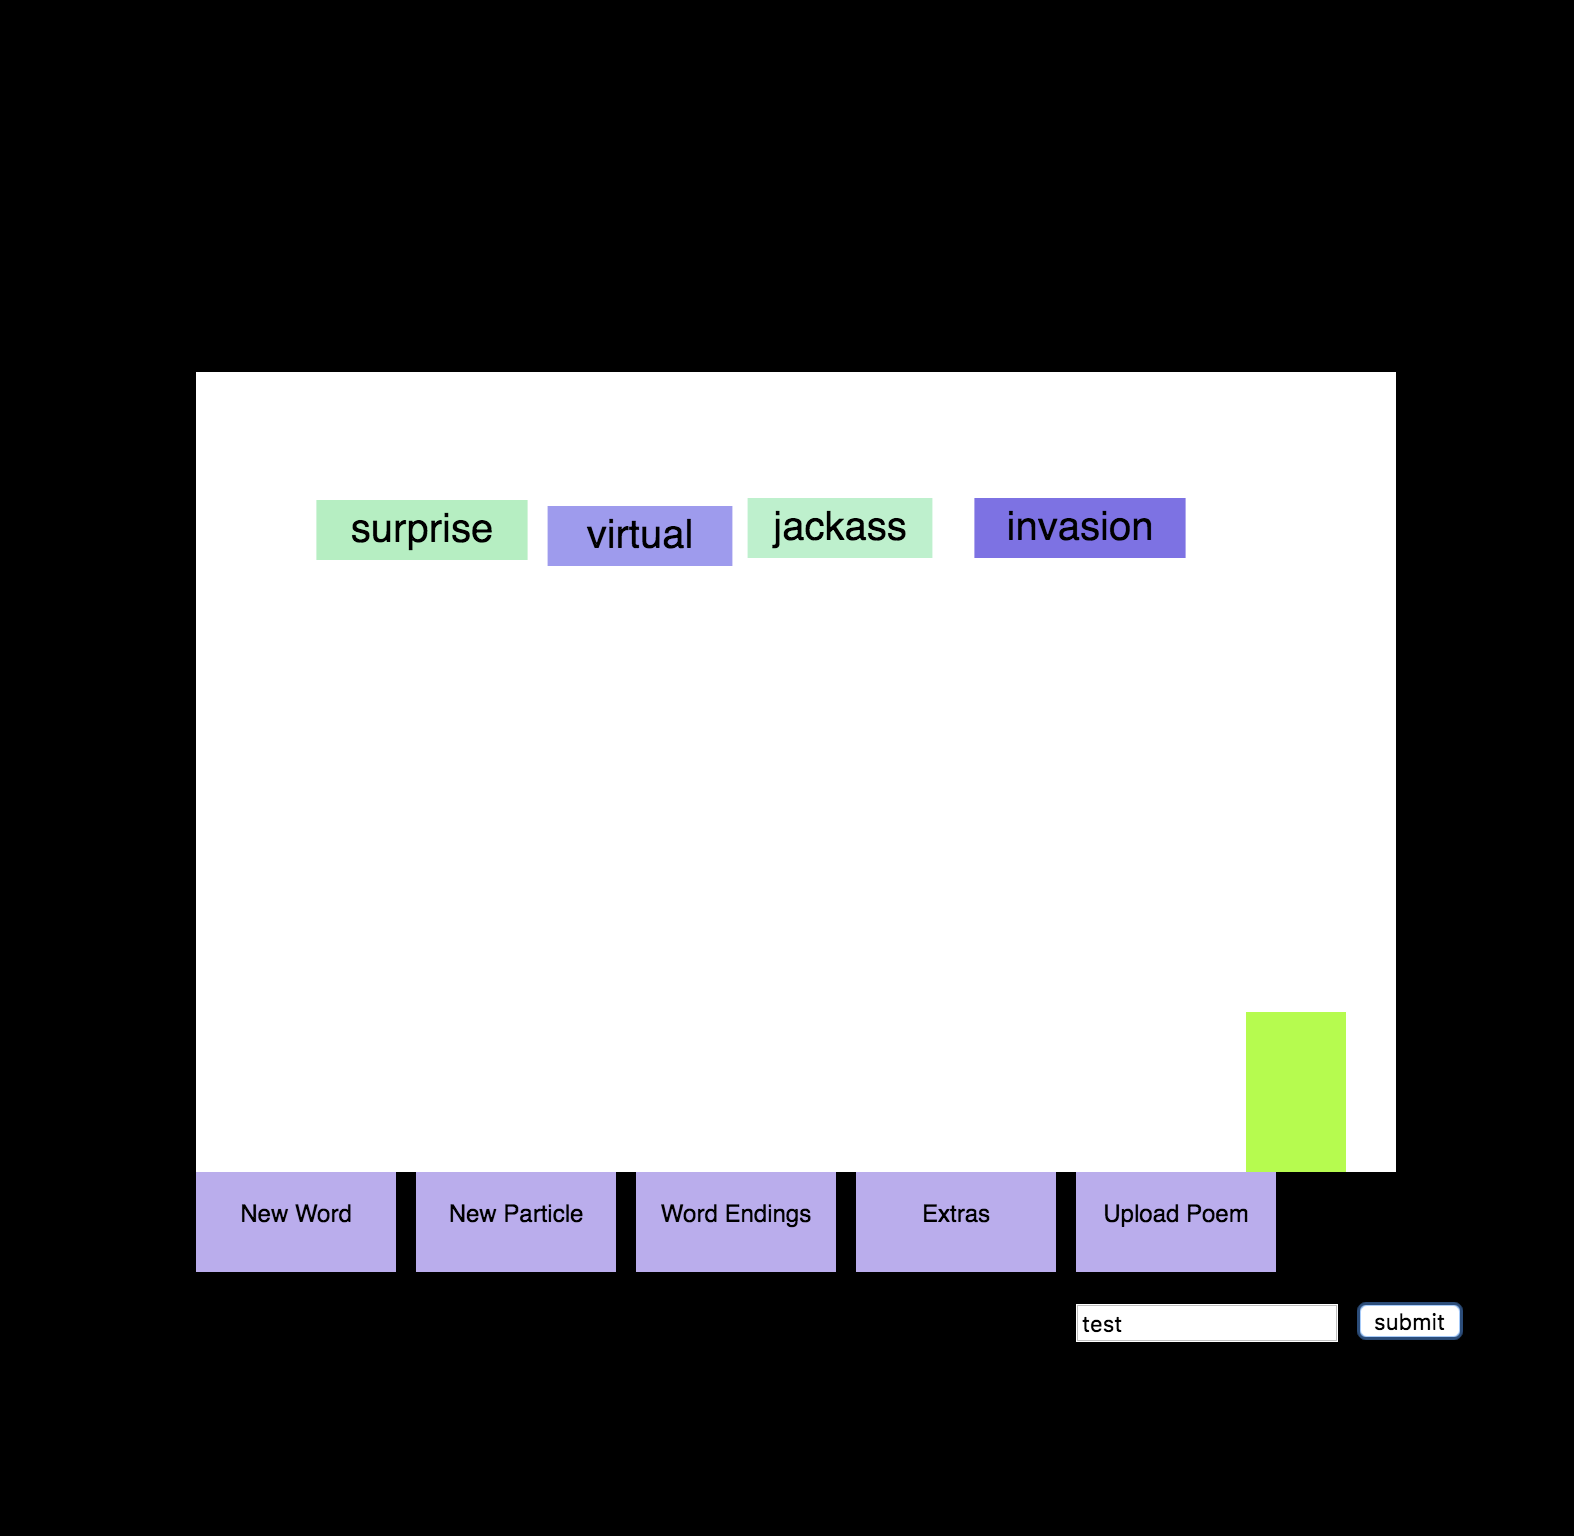 surprise virtual jackass invasion
New Word New Particle Word Endings Extras Upload Poem
test submit